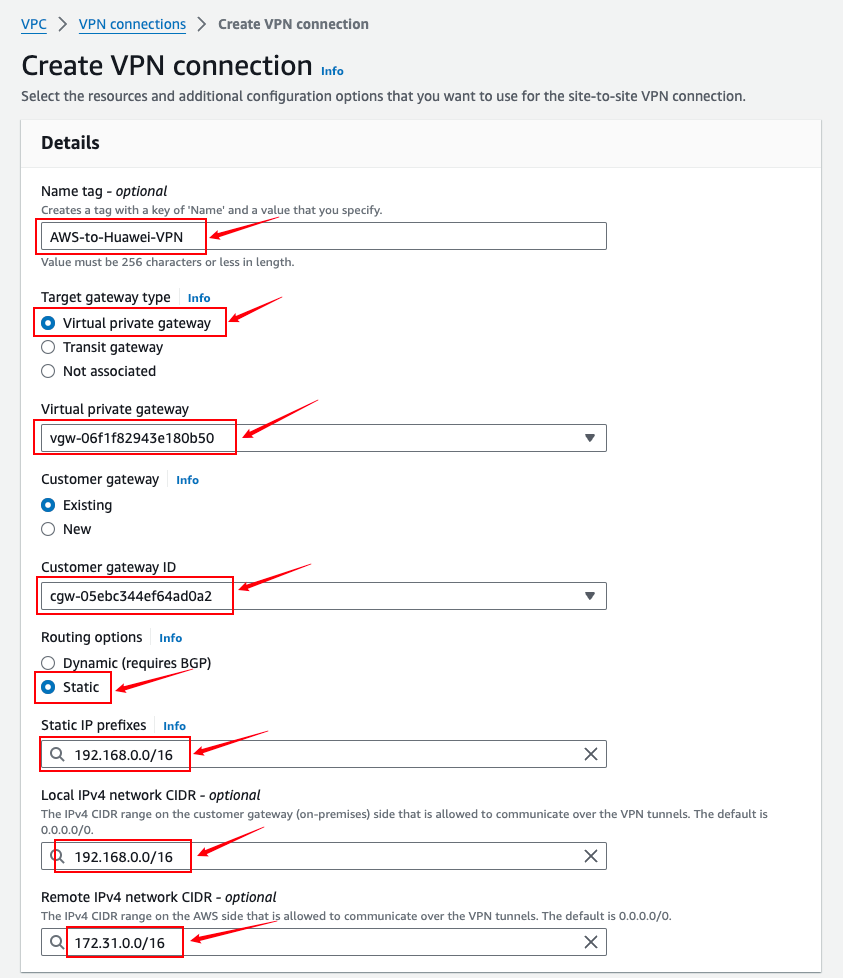 VPC > VPN connections > Create VPN connection
Create VPN connection Info
Select the resources and additional configuration options that you want to use for the site-to-site VPN connection.
Details
Name tag - optional
Creates a tag with a key of 'Name' and a value that you specify.
AWS-to-Huawei-VPN
Value must be 256 characters or less in length.
Target gateway type Info
Virtual private gateway
Transit gateway
Not associated
Virtual private gateway
vgw-06f1f82943e180b50
Customer gateway Info
Existing
New
Customer gateway ID
cgw-05ebc344ef64ad0a2
Routing options Info
Dynamic (requires BGP)
Static
Static IP prefixes Info
192.168.0.0/16
Local IPv4 network CIDR - optional
The IPv4 CIDR range on the customer gateway (on-premises) side that is allowed to communicate over the VPN tunnels. The default is
0.0.0.0/0.
192.168.0.0/16
Remote IPv4 network CIDR - optional
The IPv4 CIDR range on the AWS side that is allowed to communicate over the VPN tunnels. The default is 0.0.0.0/0.
172.31.0.0/16